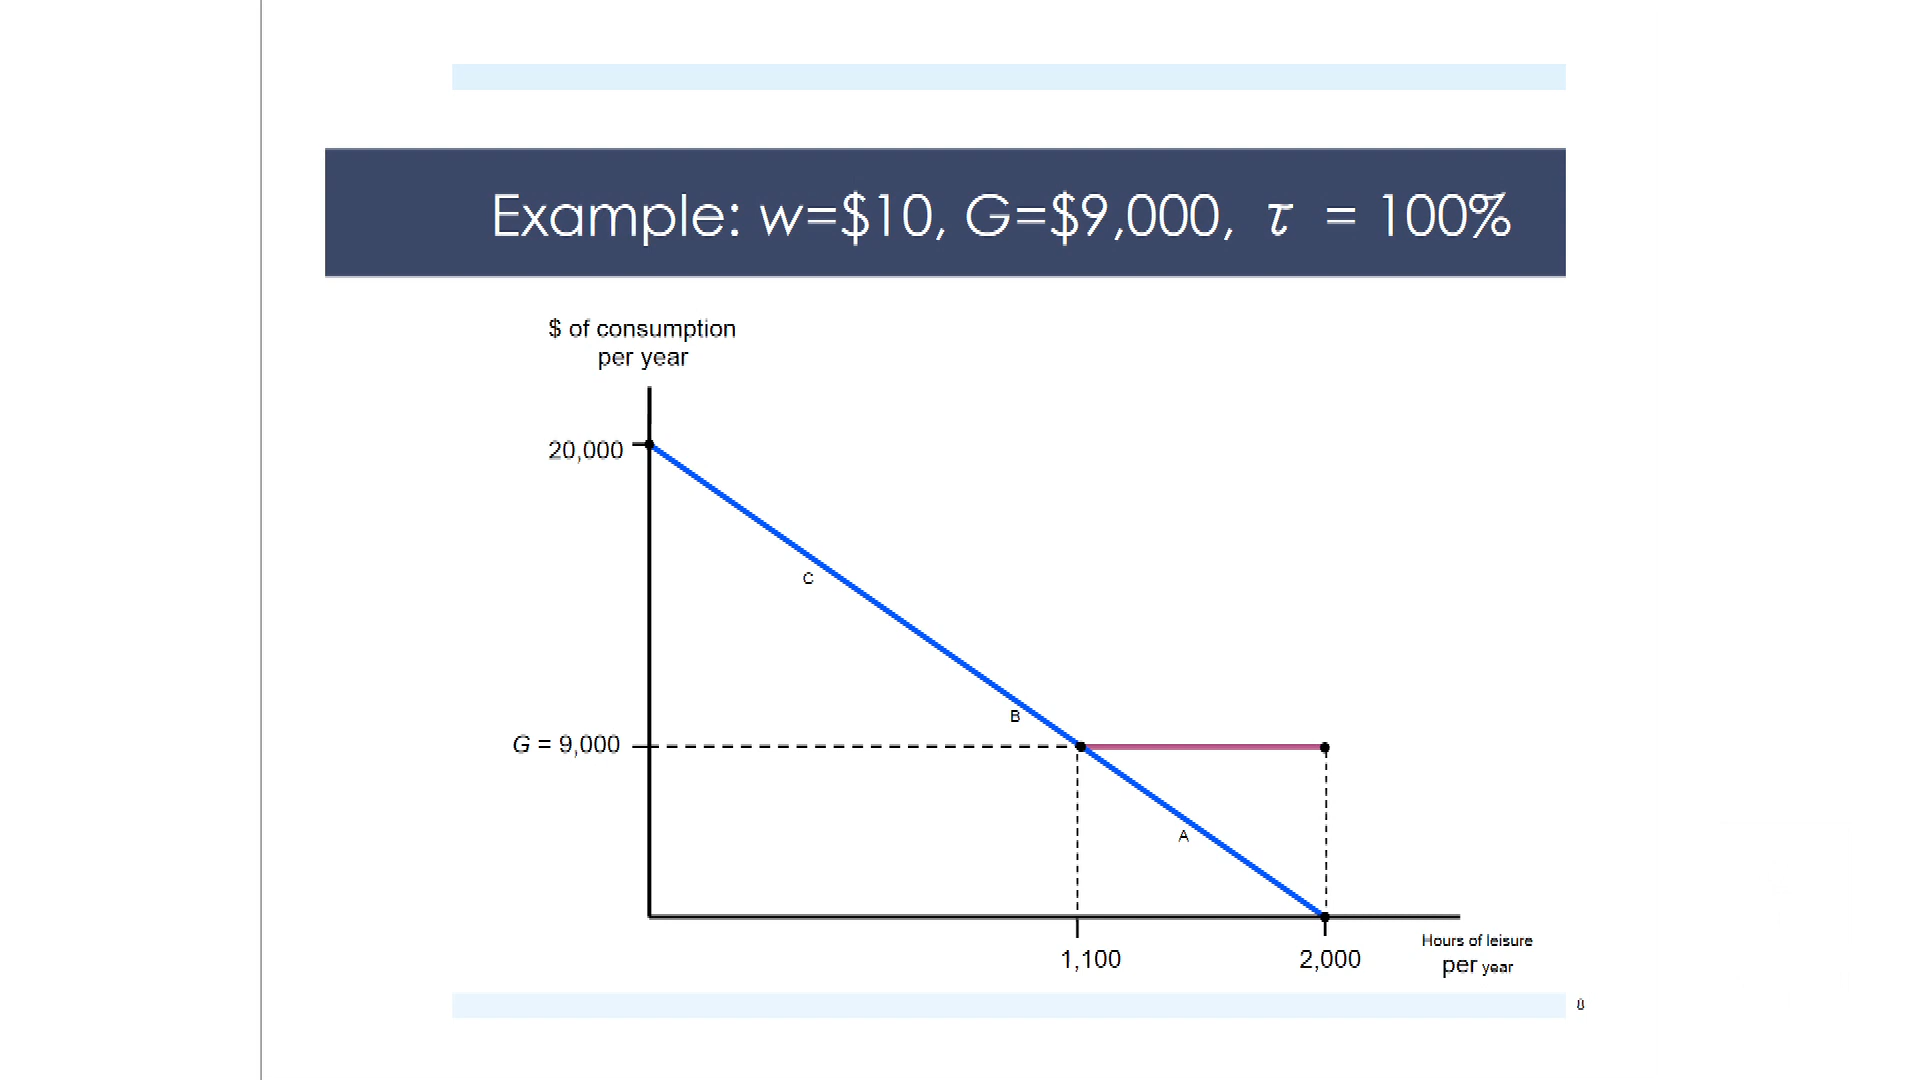 Example: w=$10, G=$9,000, τ = 100%
$ of consumption
per year
20,000
C
B
G = 9,000
A
1,100
2,000
Hours of leisure
per year
8